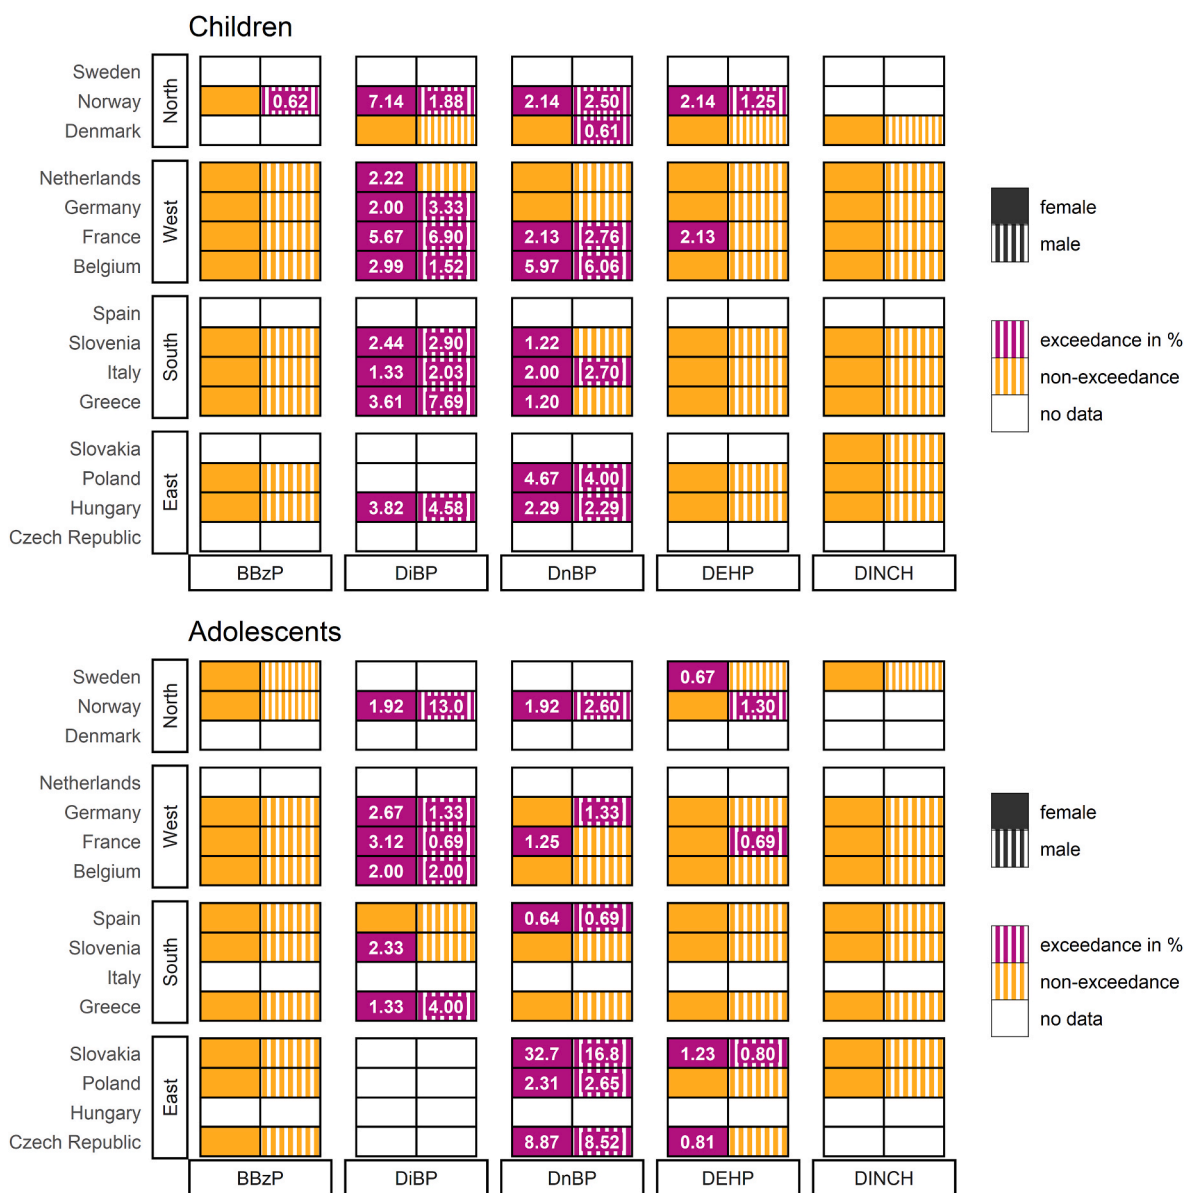 Children
Sweden
Norway 0.62 7.14 1.88 2.14 2.50 2.14 1.25
Denmark 0.61
North
Netherlands 2.22
Germany 2.00 3.33
France 5.67 6.90 2.13 2.76 2.13
Belgium 2.99 1.52 5.97 6.06
West
Spain
Slovenia 2.44 2.90 1.22
Italy 1.33 2.03 2.00 2.70
Greece 3.61 7.69 1.20
South
Slovakia
Poland 4.67 4.00
Hungary 3.82 4.58 2.29 2.29
Czech Republic
East
BBzP DiBP DnBP DEHP DINCH
female
male
exceedance in %
non-exceedance
no data
Adolescents
Sweden 0.67
Norway 1.92 13.0 1.92 2.60 1.30
Denmark
North
Netherlands
Germany 2.67 1.33 1.33
France 3.12 0.69 1.25 0.69
Belgium 2.00 2.00
West
Spain 0.64 0.69
Slovenia 2.33
Italy
Greece 1.33 4.00
South
Slovakia 32.7 16.8 1.23 0.80
Poland 2.31 2.65
Hungary
Czech Republic 8.87 8.52 0.81
East
BBzP DiBP DnBP DEHP DINCH
female
male
exceedance in %
non-exceedance
no data